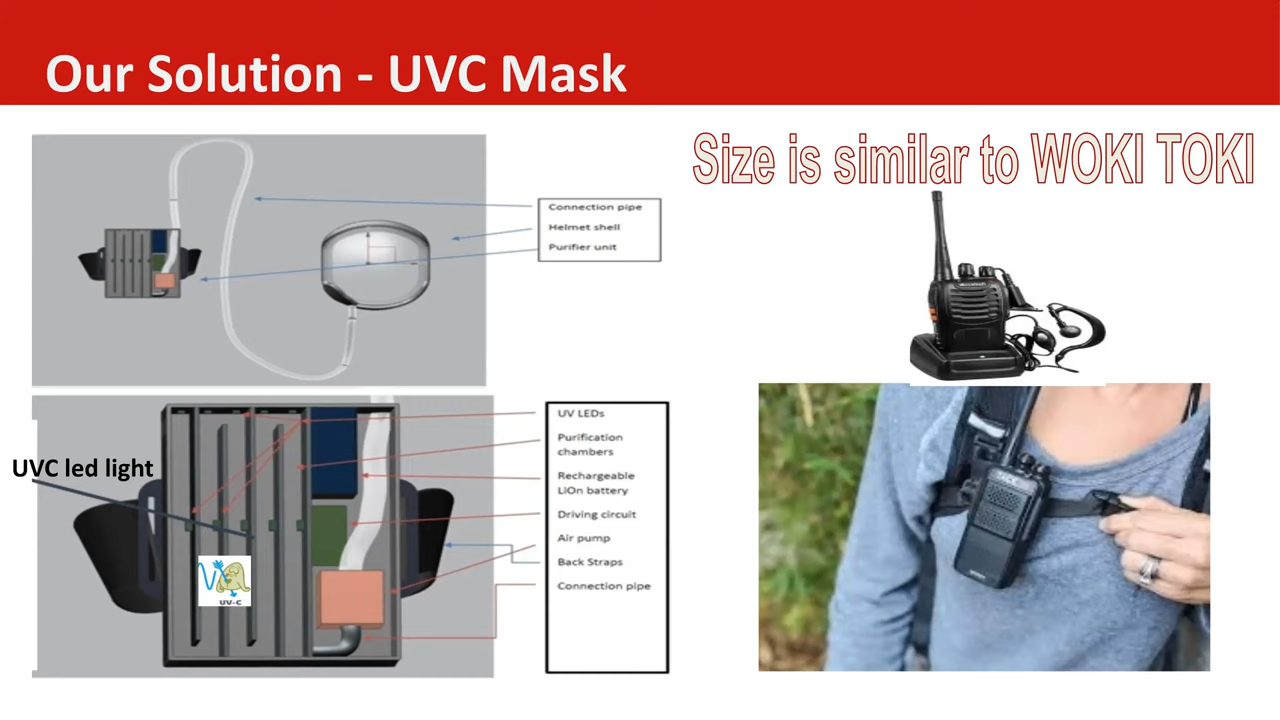 Our Solution - UVC Mask
Connection pipe
Helmet shell
Purifier unit
Size is similar to WOKI TOKI
UV LEDs
Purification
chambers
Rechargeable
LiOn battery
Driving circuit
Air pump
Back Straps
Connection pipe
UVC led light
UV-C